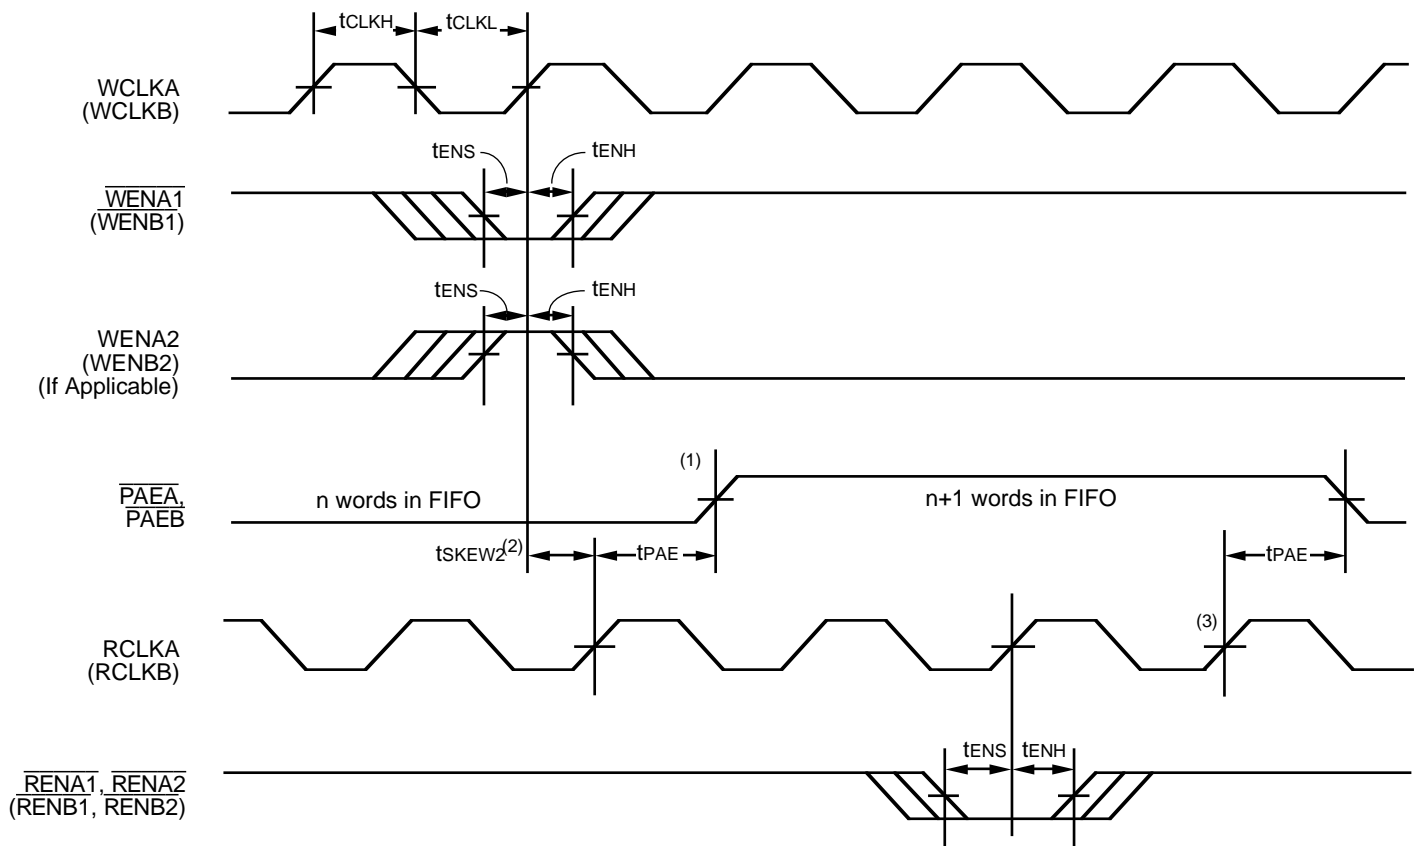 tCLKH tCLKL
WCLKA
(WCLKB)
tENS tENH
WENA1
(WENB1)
tENS tENH
WENA2
(WENB2)
(If Applicable)
(1)
PAEA,
PAEB
n words in FIFO
n+1 words in FIFO
tSKEW2(2) tPAE tPAE
RCLKA
(RCLKB)
(3)
tENS tENH
RENA1, RENA2
(RENB1, RENB2)